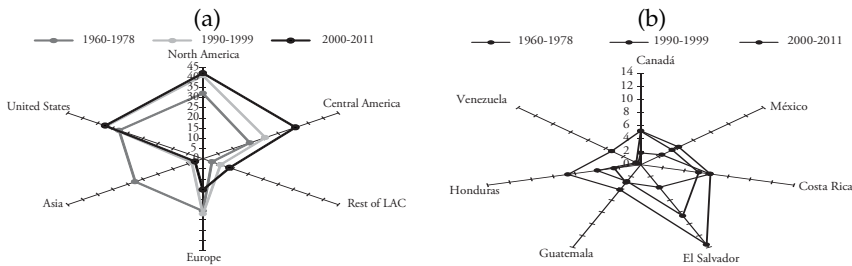 (a)
1960-1978 1990-1999 2000-2011
North America
45
40
35
30
25
20
15
10
5
0
United States
Central America
Asia
Rest of LAC
Europe
(b)
1960-1978 1990-1999 2000-2011
Canadá
14
12
10
8
6
4
2
0
Venezuela
México
Honduras
Costa Rica
Guatemala
El Salvador